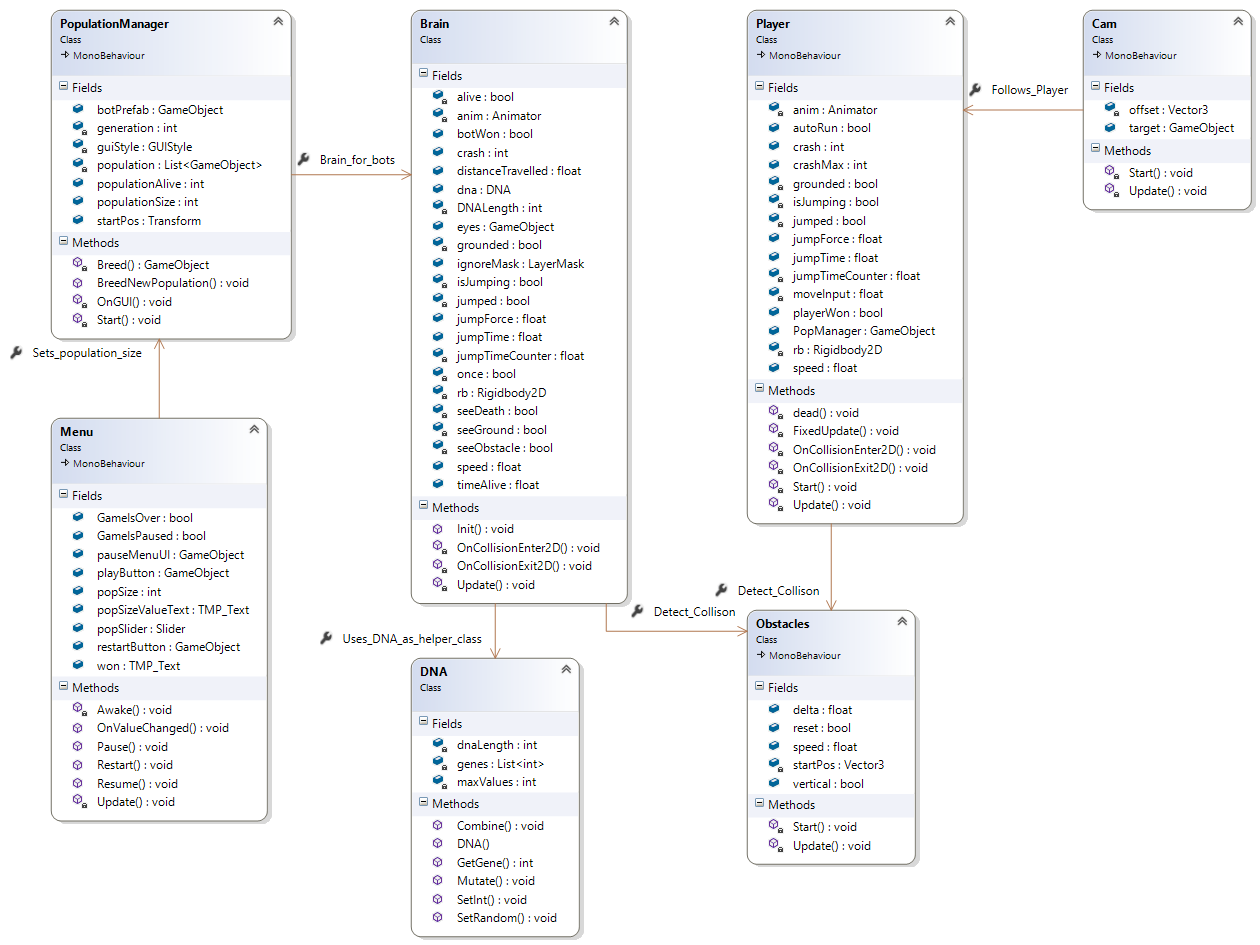 PopulationManager
Class
MonoBehaviour
Fields
botPrefab : GameObject
generation : int
guiStyle : GUIStyle
population : List<GameObject>
populationAlive : int
populationSize : int
startPos : Transform
Methods
Breed() : GameObject
BreedNewPopulation() : void
OnGUI() : void
Start() : void
Sets_population_size
Menu
Class
MonoBehaviour
Fields
GameIsOver : bool
GameIsPaused : bool
pauseMenuUI : GameObject
playButton : GameObject
popSize : int
popSizeValueText : TMP_Text
popSlider : Slider
restartButton : GameObject
won : TMP_Text
Methods
Awake() : void
OnValueChanged() : void
Pause() : void
Restart() : void
Resume() : void
Update() : void
Brain_for_bots
Brain
Class
Fields
alive : bool
anim : Animator
botWon : bool
crash : int
distanceTravelled : float
dna : DNA
DNALength : int
eyes : GameObject
grounded : bool
ignoreMask : LayerMask
isJumping : bool
jumped : bool
jumpForce : float
jumpTime : float
jumpTimeCounter : float
once : bool
rb : Rigidbody2D
seeDeath : bool
seeGround : bool
seeObstacle : bool
speed : float
timeAlive : float
Methods
Init() : void
OnCollisionEnter2D() : void
OnCollisionExit2D() : void
Update() : void
Uses_DNA_as_helper_class
DNA
Class
Fields
dnaLength : int
genes : List<int>
maxValues : int
Methods
Combine() : void
DNA()
GetGene() : int
Mutate() : void
SetInt() : void
SetRandom() : void
Detect_Collison
Player
Class
MonoBehaviour
Fields
anim : Animator
autoRun : bool
crash : int
crashMax : int
grounded : bool
isJumping : bool
jumped : bool
jumpForce : float
jumpTime : float
jumpTimeCounter : float
moveInput : float
playerWon : bool
PopManager : GameObject
rb : Rigidbody2D
speed : float
Methods
dead() : void
FixedUpdate() : void
OnCollisionEnter2D() : void
OnCollisionExit2D() : void
Start() : void
Update() : void
Detect_Collison
Obstacles
Class
MonoBehaviour
Fields
delta : float
reset : bool
speed : float
startPos : Vector3
vertical : bool
Methods
Start() : void
Update() : void
Follows_Player
Cam
Class
MonoBehaviour
Fields
offset : Vector3
target : GameObject
Methods
Start() : void
Update() : void